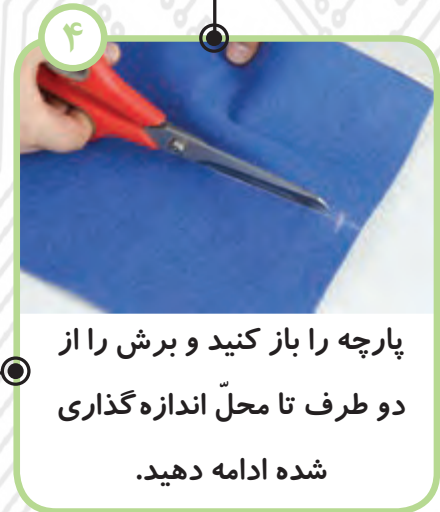 ۴
پارچه را باز کنید و برش را از
دو طرف تا محلّ اندازه‌گذاری
شده ادامه دهید.